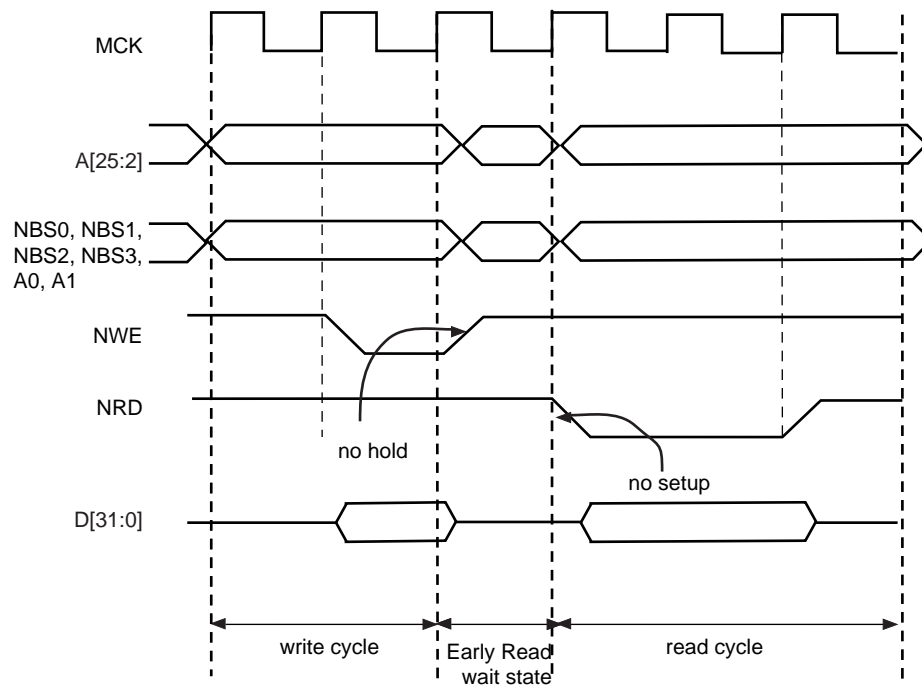 MCK
A[25:2]
NBS0, NBS1,
NBS2, NBS3,
A0, A1
NWE
NRD
no hold
no setup
D[31:0]
write cycle
Early Read
wait state
read cycle